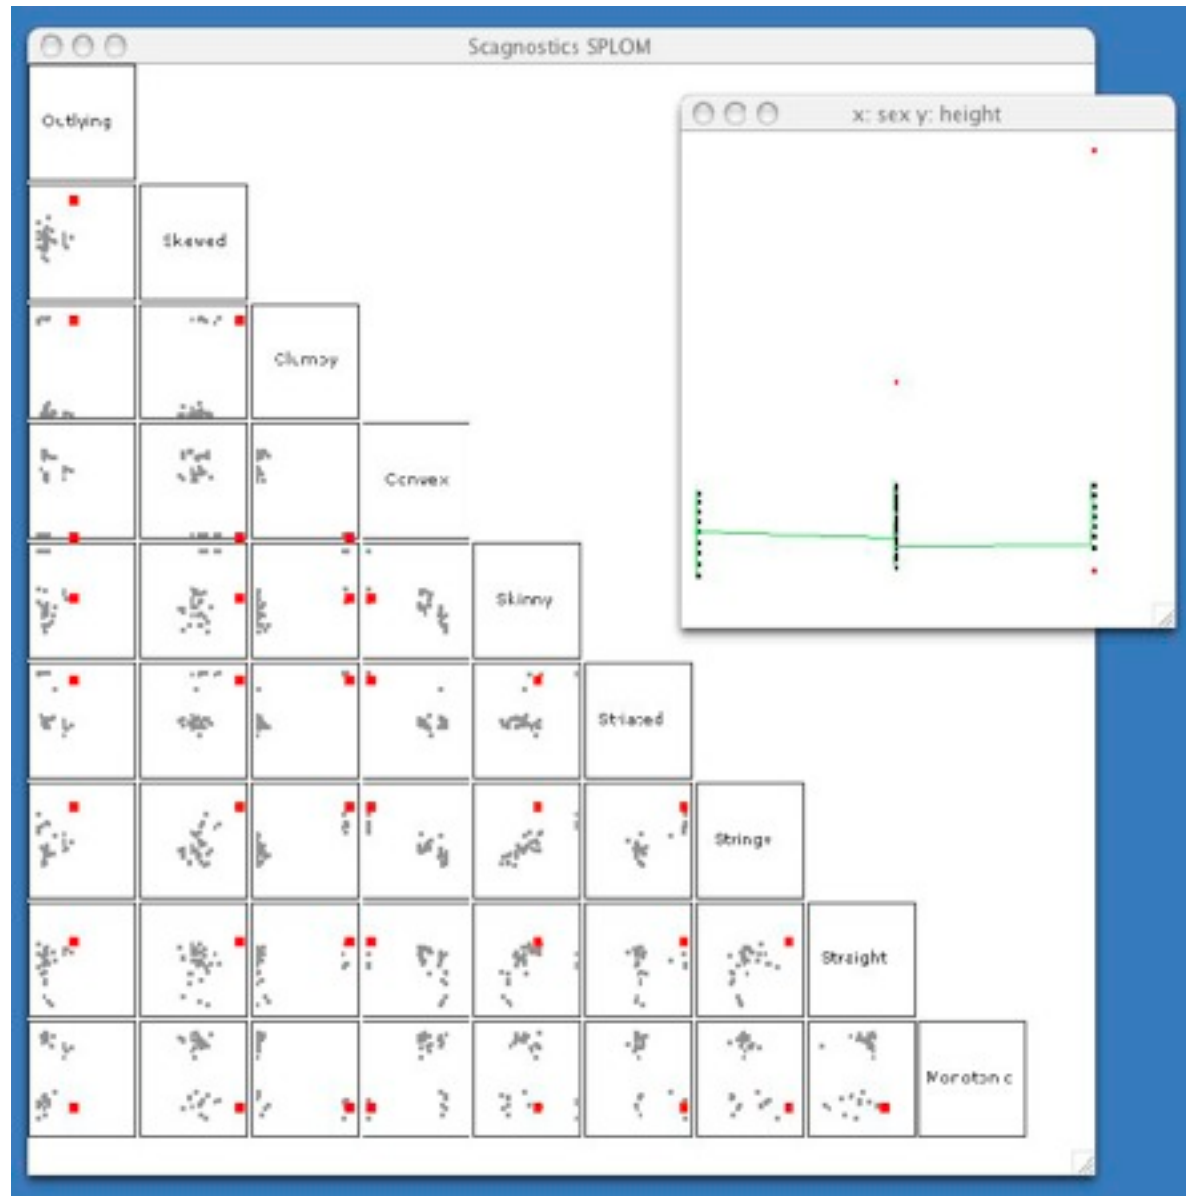 Scagnostics SPLOM
Outlying
x: sex y: height
Skewed
Clumpy
Convex
Skinny
Striated
Stringy
Straight
Monotonic